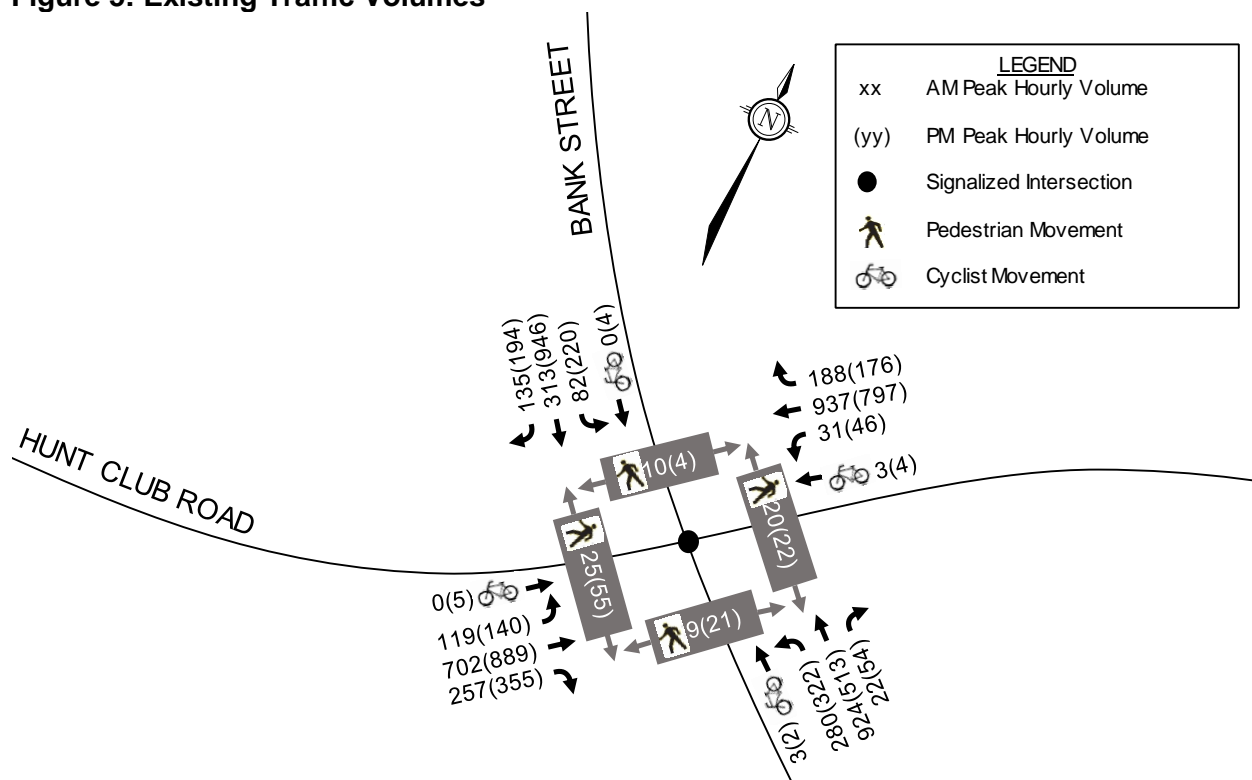 Figure 5: Existing Traffic Volumes
BANK STREET
N
LEGEND
xx AM Peak Hourly Volume
(yy) PM Peak Hourly Volume
Signalized Intersection
Pedestrian Movement
Cyclist Movement
135(194)
313(946)
82(220)
0(4)
188(176)
937(797)
31(46)
3(4)
HUNT CLUB ROAD
10(4)
20(22)
25(55)
9(21)
0(5)
119(140)
702(889)
257(355)
3(2)
280(322)
924(513)
22(54)